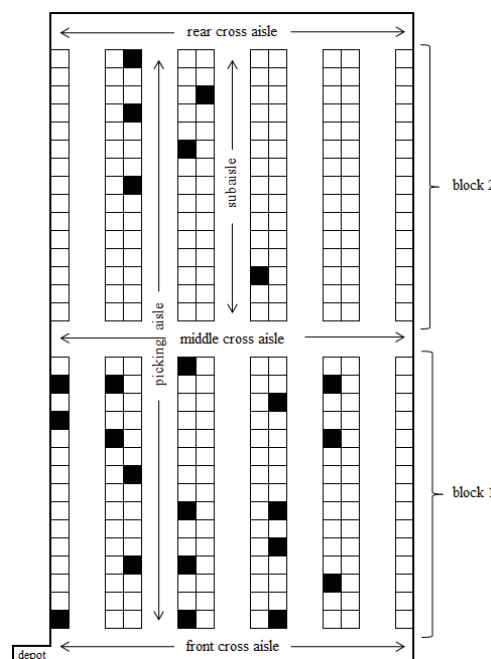 rear cross aisle
subaisle
block 2
picking aisle
middle cross aisle
block 1
front cross aisle
depot